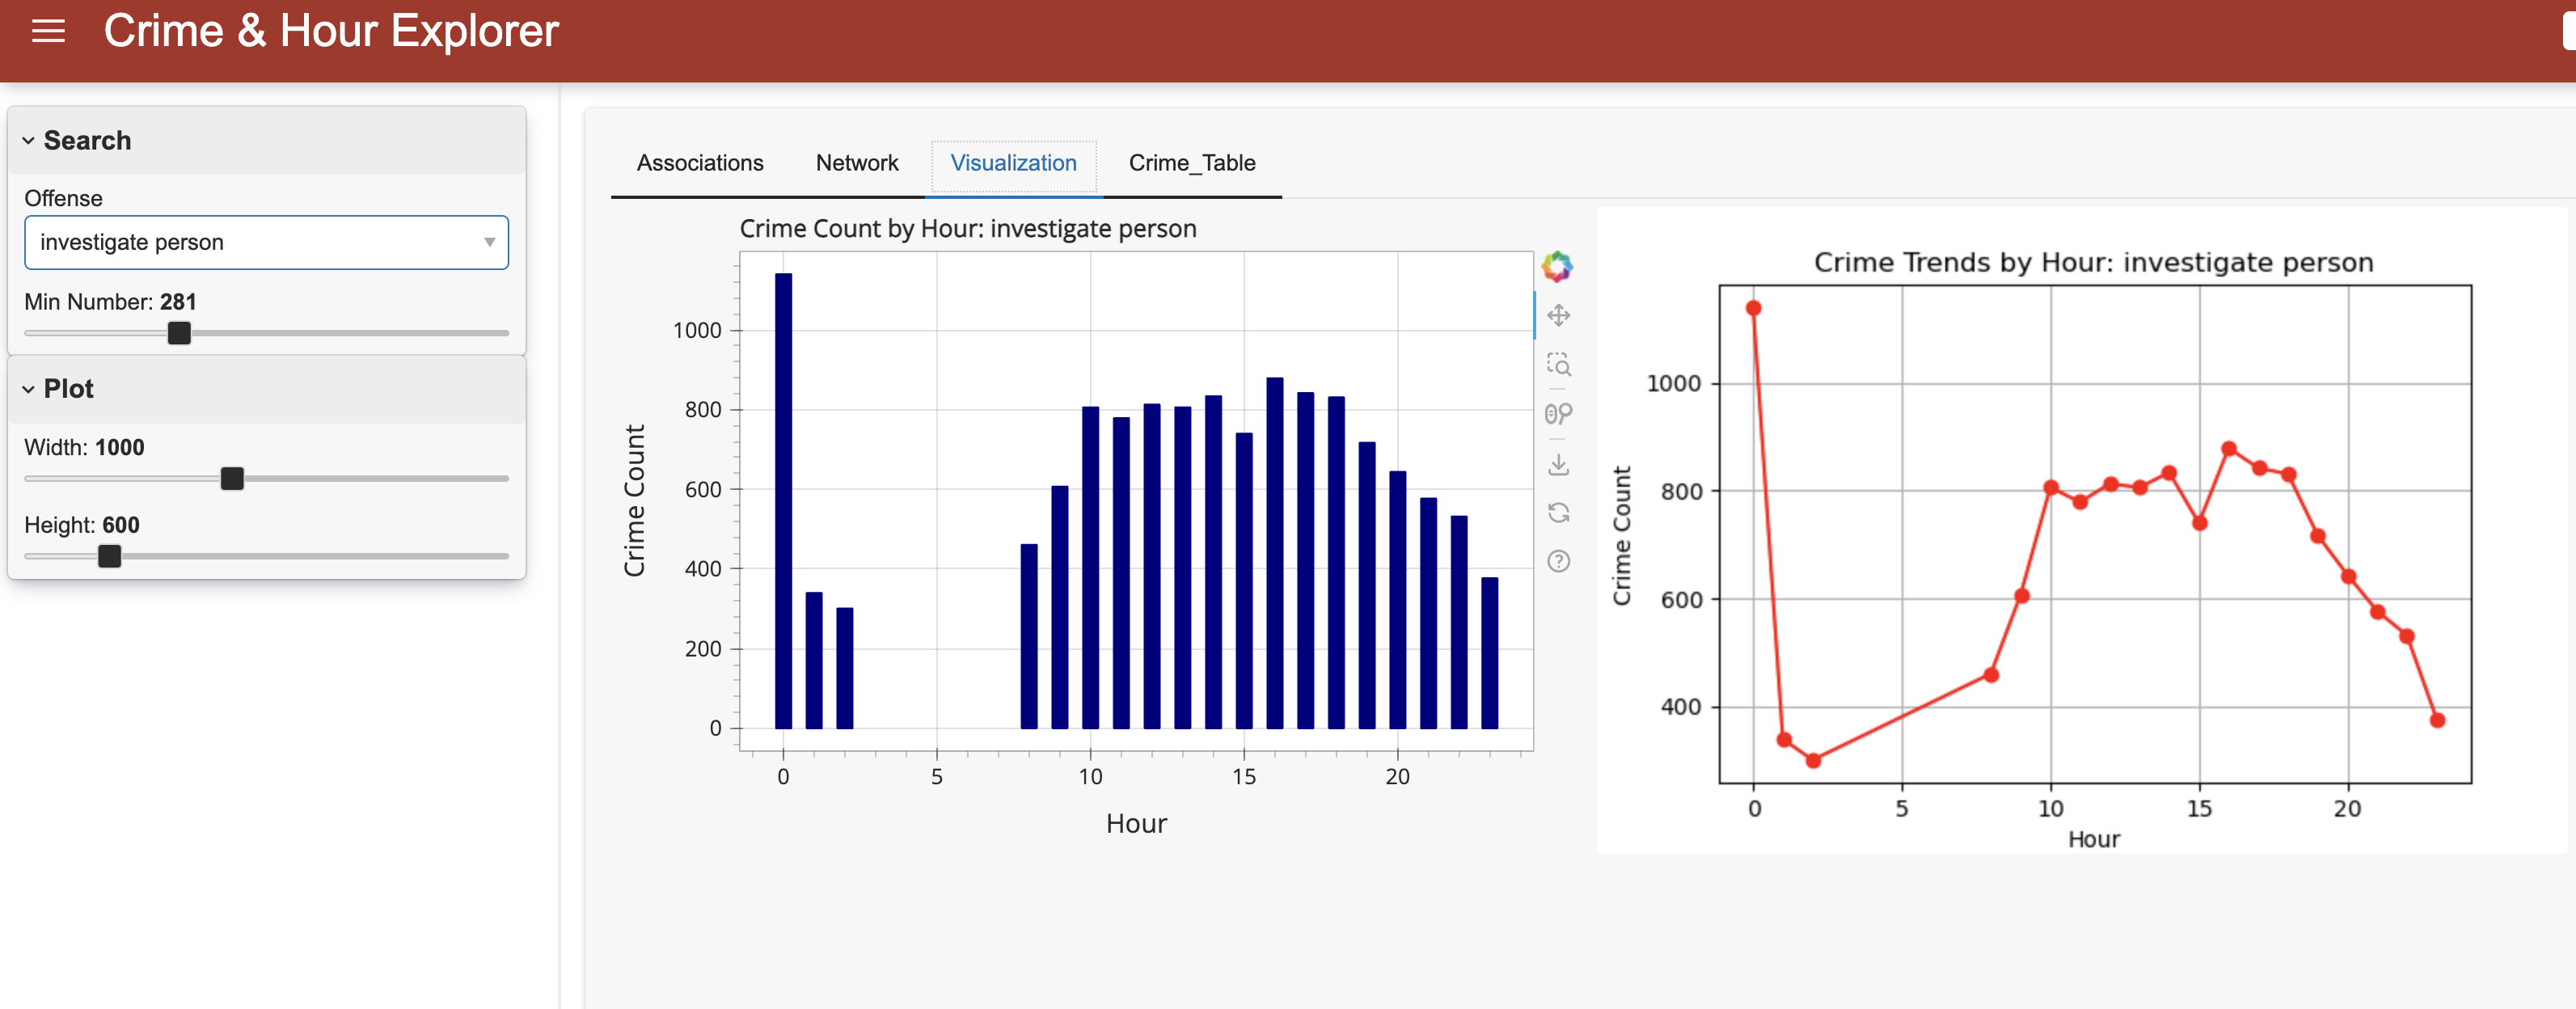 Crime & Hour Explorer
Search
Offense
investigate person
Min Number: 281
Plot
Width: 1000
Height: 600
Associations Network Visualization Crime_Table
Crime Count by Hour: investigate person
Crime Count
1000
800
600
400
200
0
0 5 10 15 20
Hour
Crime Trends by Hour: investigate person
Crime Count
1000
800
600
400
0 5 10 15 20
Hour